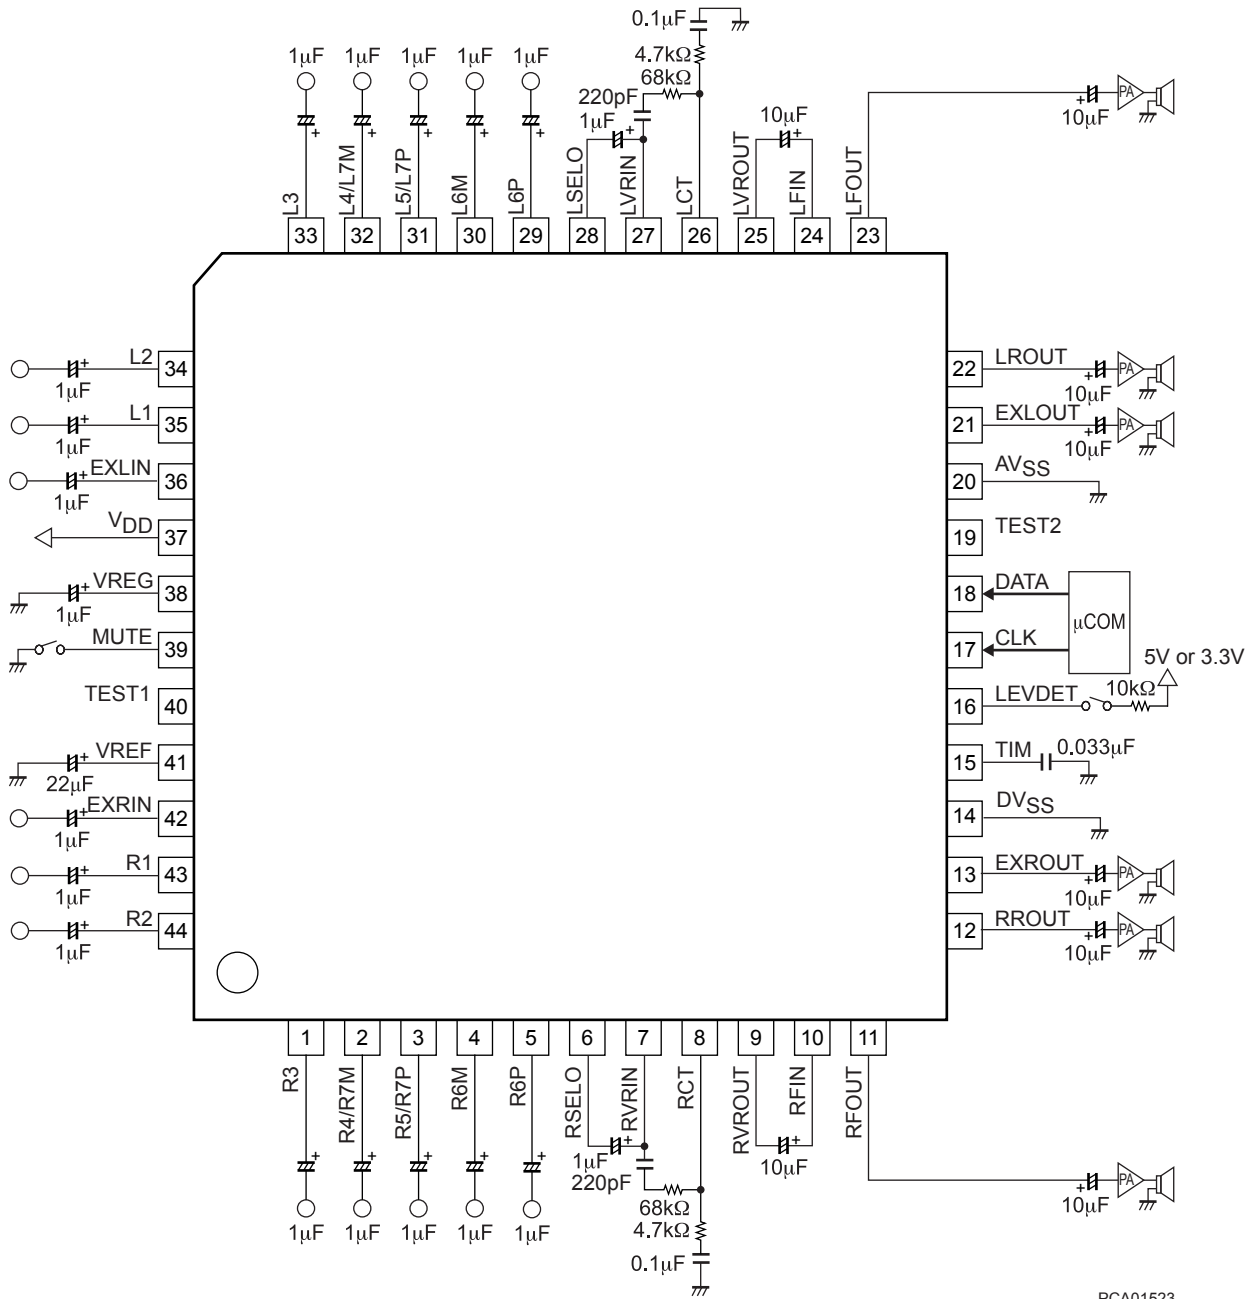 0.1μF
1μF 1μF 1μF 1μF 1μF
4.7kΩ
68kΩ
220pF
1μF
10μF
PA
10μF
L3
L4/L7M
L5/L7P
L6M
L6P
LSELO
LVRIN
LCT
LVROUT
LFIN
LFOUT
33 32 31 30 29 28 27 26 25 24 23
L2 34
1μF
L1 35
1μF
EXLIN 36
1μF
VDD 37
VREG 38
1μF
MUTE 39
TEST1 40
VREF 41
22μF
EXRIN 42
1μF
R1 43
1μF
R2 44
1μF
22 LROUT PA
10μF
21 EXLOUT PA
10μF
20 AVSS
19 TEST2
18 DATA
μCOM
17 CLK
5V or 3.3V
16 LEVDET 10kΩ
15 TIM 0.033μF
14 DVSS
13 EXROUT PA
10μF
12 RROUT PA
10μF
1 2 3 4 5 6 7 8 9 10 11
R3
R4/R7M
R5/R7P
R6M
R6P
RSELO
RVRIN
RCT
RVROUT
RFIN
RFOUT
1μF
220pF
10μF
PA
10μF
68kΩ
4.7kΩ
1μF 1μF 1μF 1μF 1μF
0.1μF
PCA01523